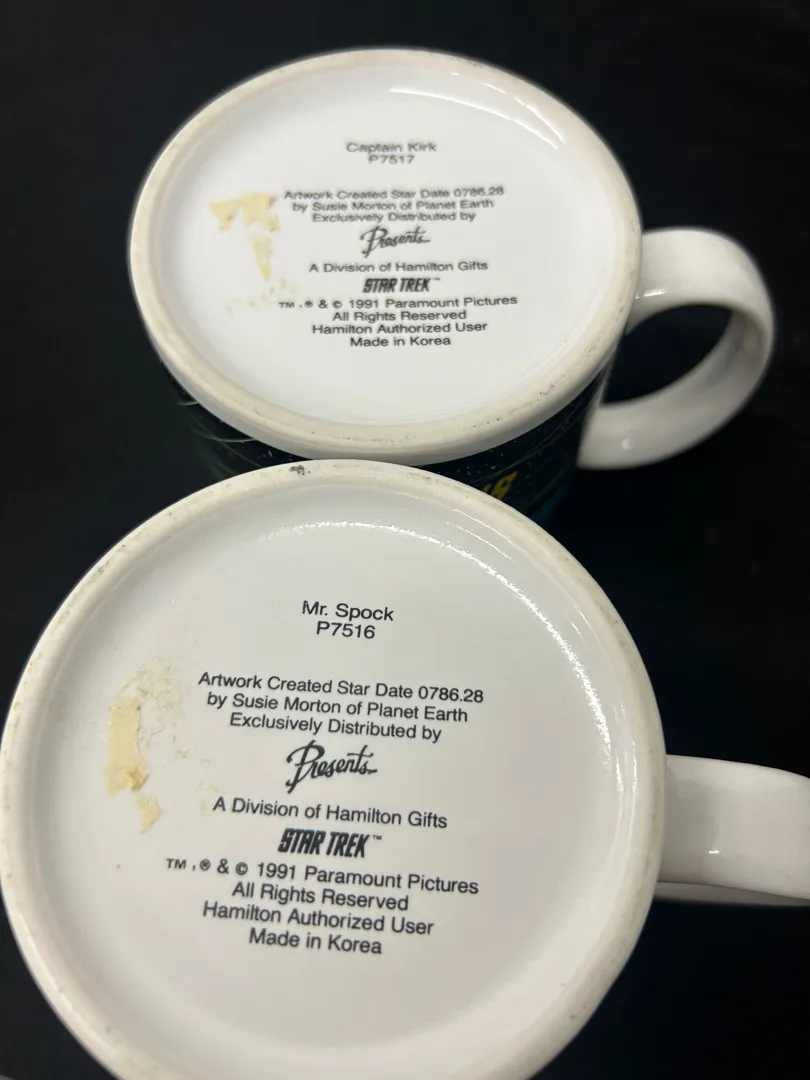 Captain Kirk
P7517
Artwork Created Star Date 0786.28
by Susie Morton of Planet Earth
Exclusively Distributed by
Presents
A Division of Hamilton Gifts
STAR TREK™
TM , ® & © 1991 Paramount Pictures
All Rights Reserved
Hamilton Authorized User
Made in Korea
Mr. Spock
P7516
Artwork Created Star Date 0786.28
by Susie Morton of Planet Earth
Exclusively Distributed by
Presents
A Division of Hamilton Gifts
STAR TREK™
TM , ® & © 1991 Paramount Pictures
All Rights Reserved
Hamilton Authorized User
Made in Korea